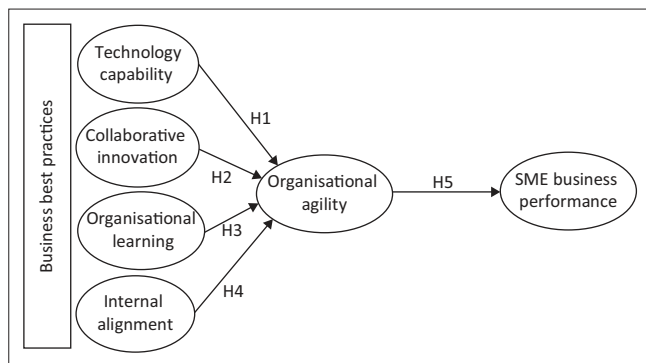 Business best practices
Technology
capability
Collaborative
innovation
Organisational
learning
Internal
alignment
H1
H2
H3
H4
Organisational
agility
H5
SME business
performance